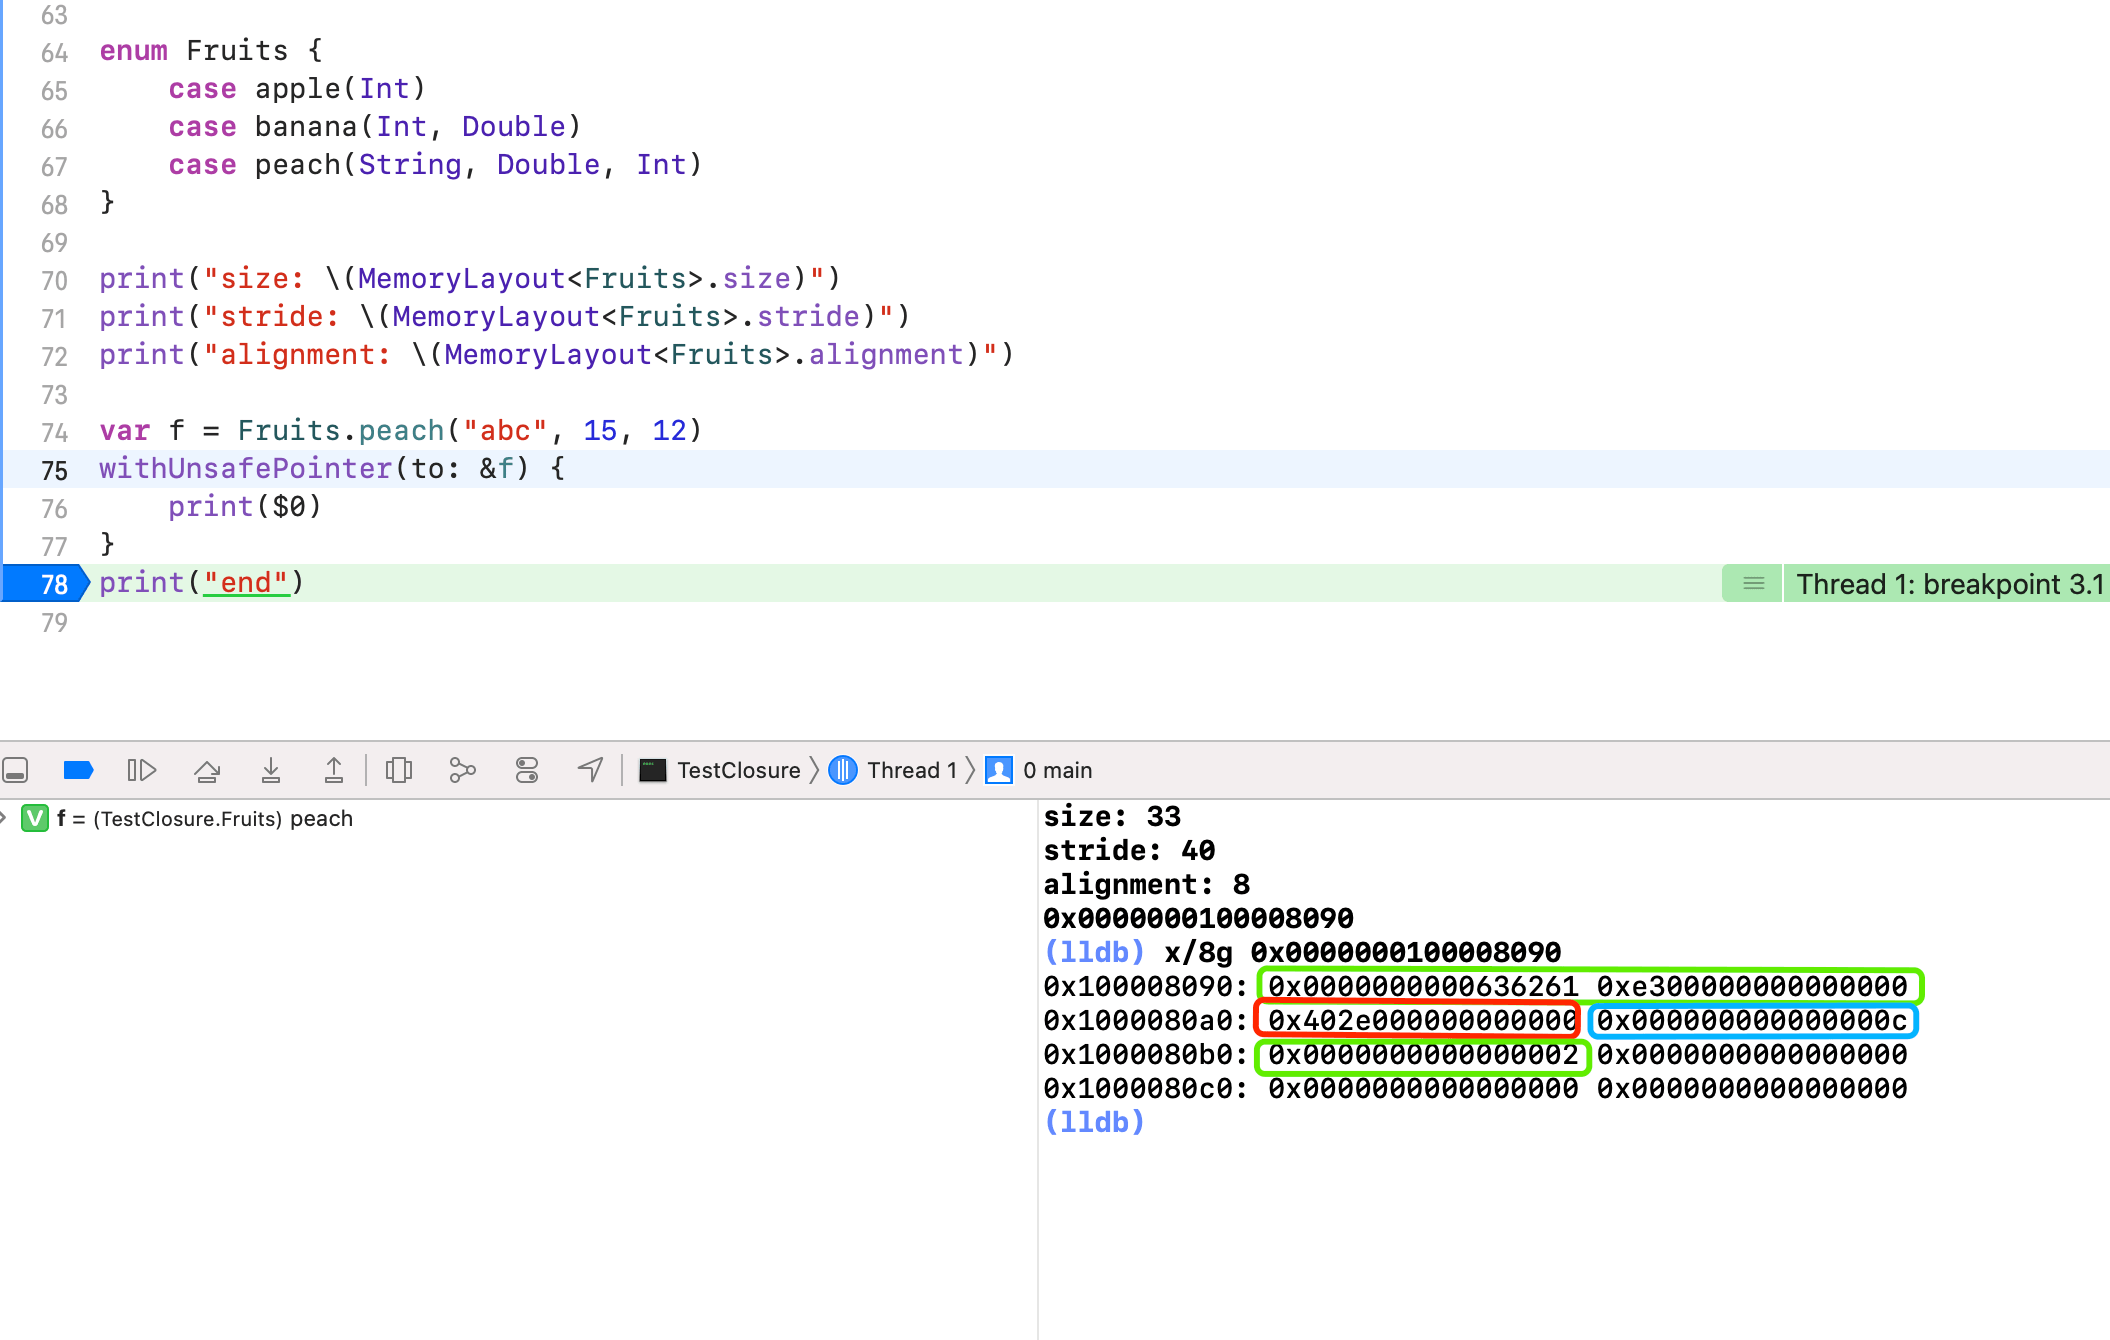 63
64 enum Fruits {
65     case apple(Int)
66     case banana(Int, Double)
67     case peach(String, Double, Int)
68 }
69
70 print("size: \(MemoryLayout<Fruits>.size)")
71 print("stride: \(MemoryLayout<Fruits>.stride)")
72 print("alignment: \(MemoryLayout<Fruits>.alignment)")
73
74 var f = Fruits.peach("abc", 15, 12)
75 withUnsafePointer(to: &f) {
76     print($0)
77 }
78 print("end") Thread 1: breakpoint 3.1
79
TestClosure Thread 1 0 main
V f = (TestClosure.Fruits) peach
size: 33
stride: 40
alignment: 8
0x0000000100008090
(lldb) x/8g 0x0000000100008090
0x100008090: 0x0000000000636261 0xe300000000000000
0x1000080a0: 0x402e000000000000 0x000000000000000c
0x1000080b0: 0x0000000000000002 0x0000000000000000
0x1000080c0: 0x0000000000000000 0x0000000000000000
(lldb)